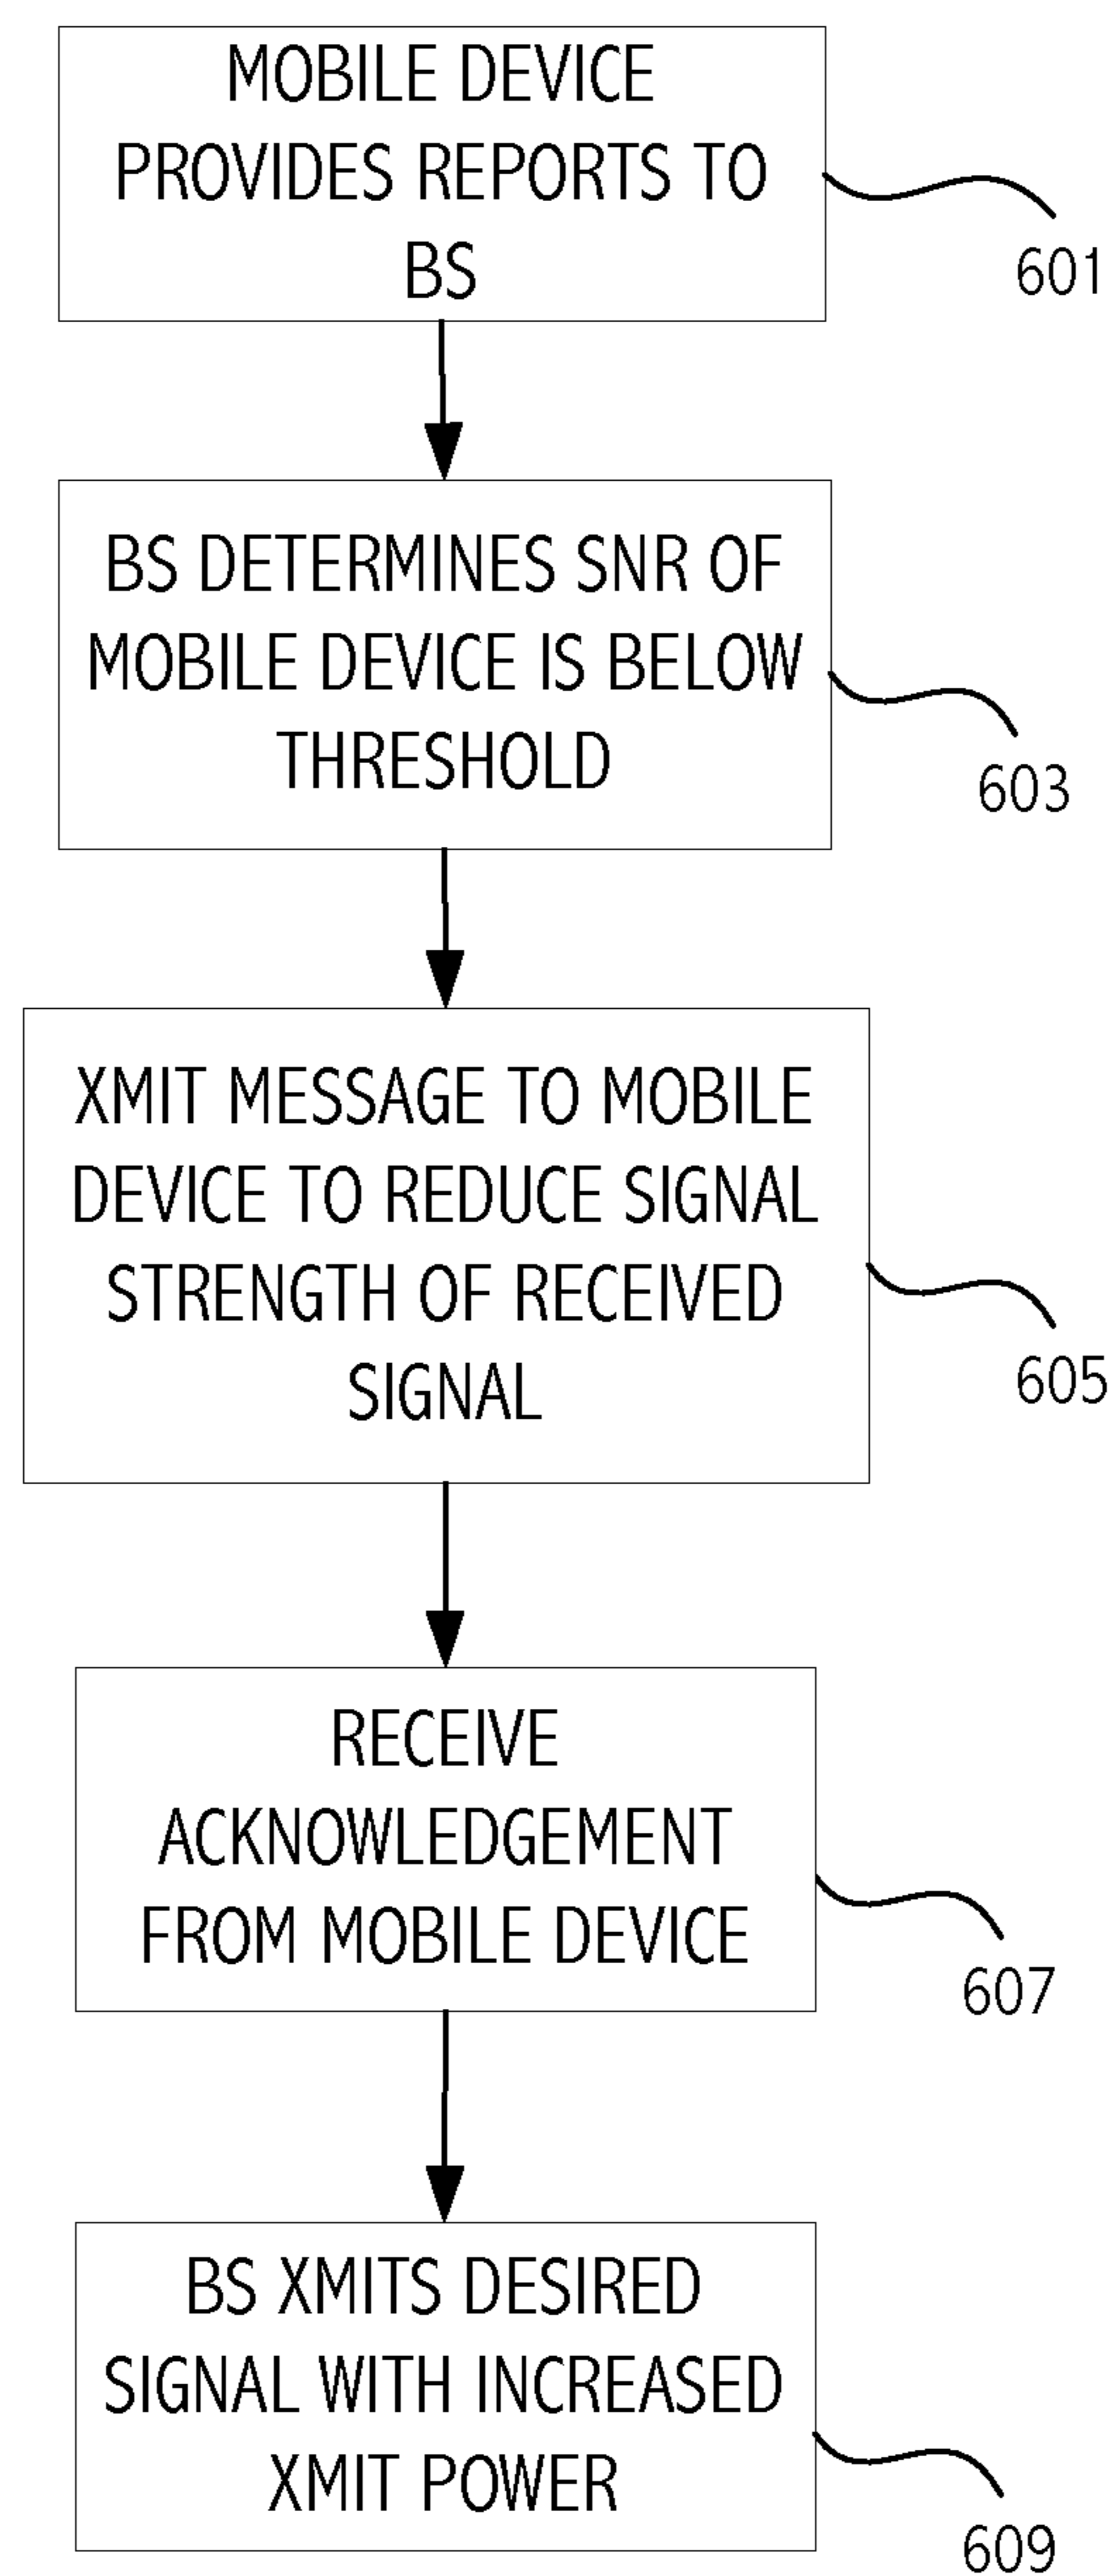 MOBILE DEVICE
PROVIDES REPORTS TO
BS
601
BS DETERMINES SNR OF
MOBILE DEVICE IS BELOW
THRESHOLD
603
XMIT MESSAGE TO MOBILE
DEVICE TO REDUCE SIGNAL
STRENGTH OF RECEIVED
SIGNAL
605
RECEIVE
ACKNOWLEDGEMENT
FROM MOBILE DEVICE
607
BS XMITS DESIRED
SIGNAL WITH INCREASED
XMIT POWER
609